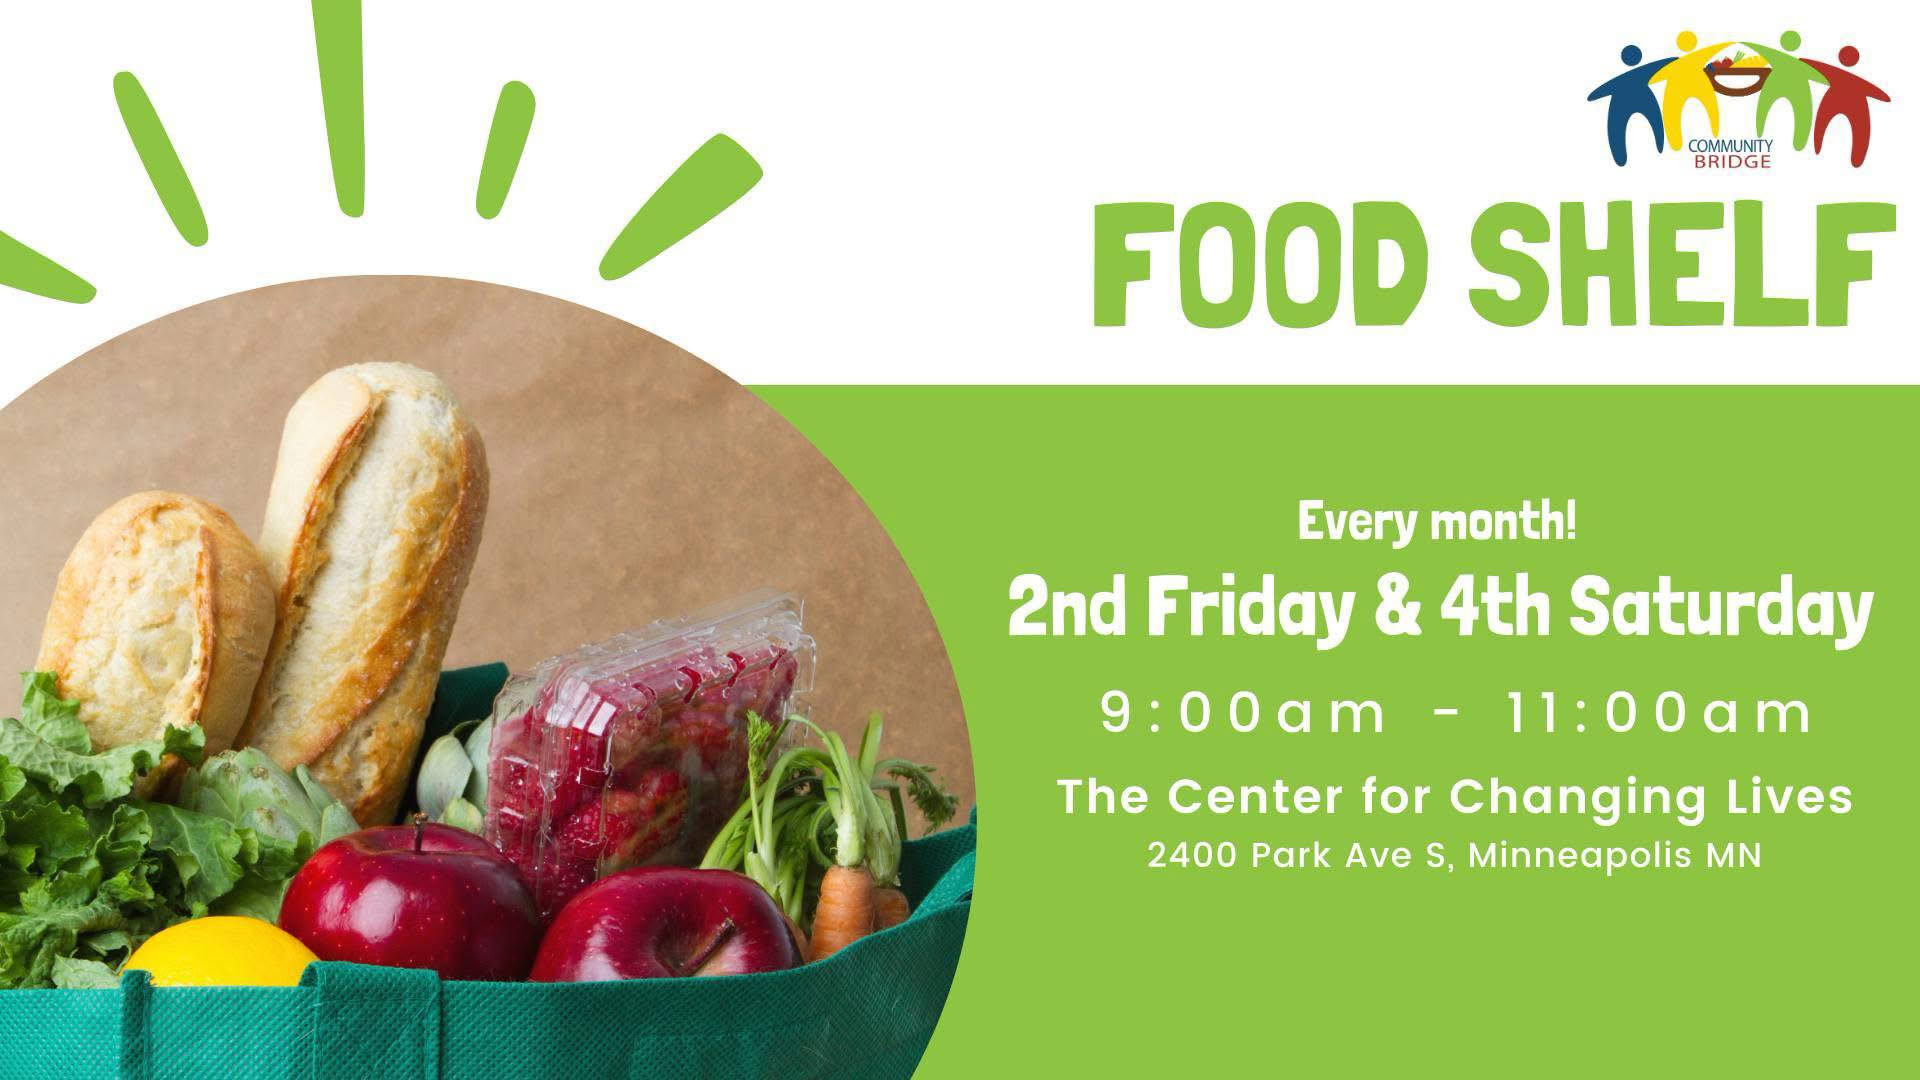 COMMUNITY
BRIDGE
FOOD SHELF
Every month!
2nd Friday & 4th Saturday
9:00am - 11:00am
The Center for Changing Lives
2400 Park Ave S, Minneapolis MN